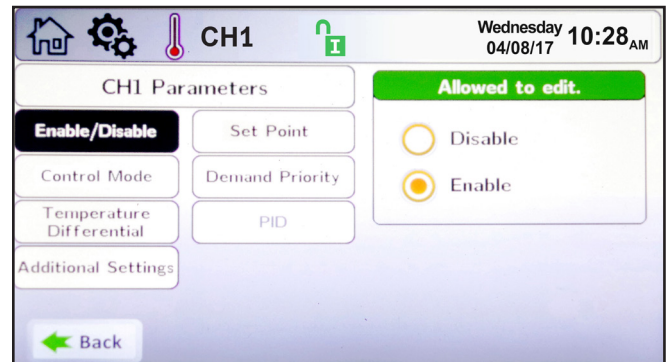 CH1
I
Wednesday 10:28AM
04/08/17
CH1 Parameters
Enable/Disable
Set Point
Control Mode
Demand Priority
Temperature
Differential
PID
Additional Settings
Back
Allowed to edit.
Disable
Enable